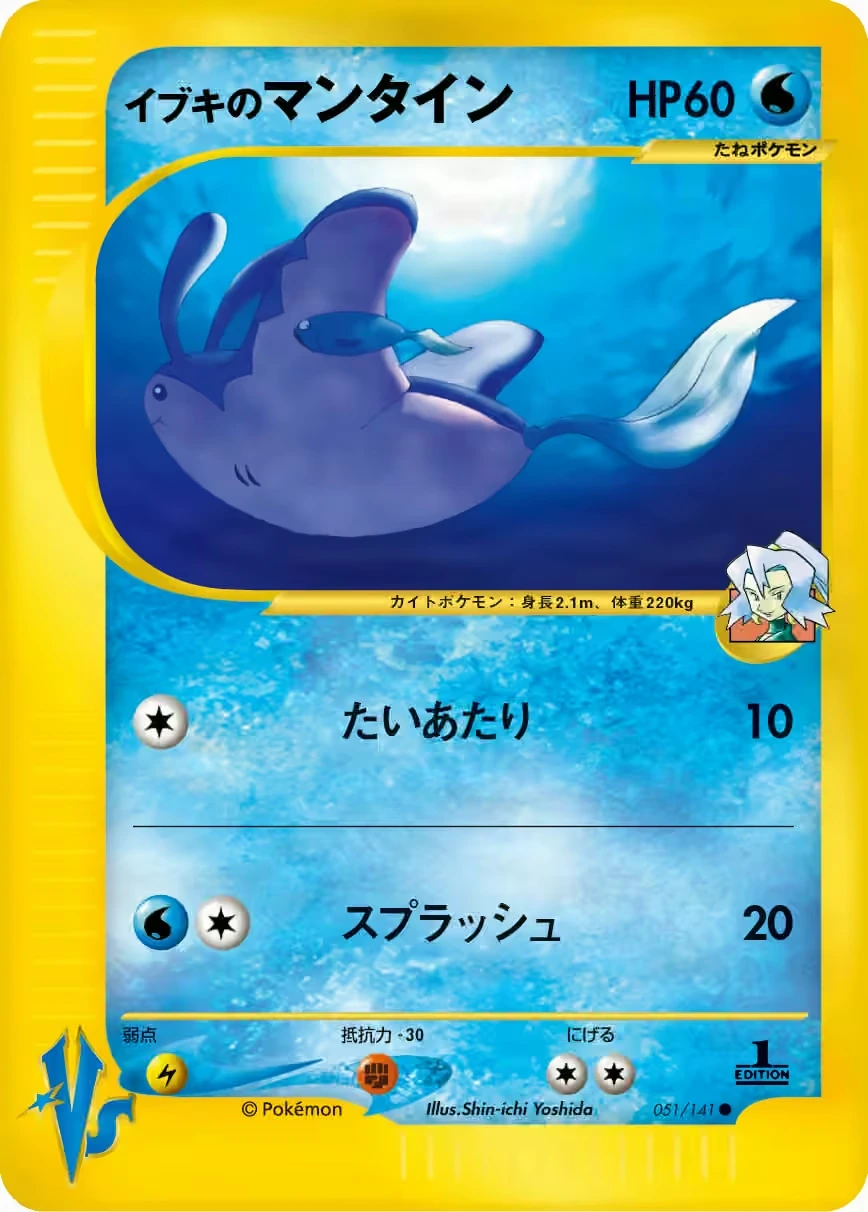 イブキのマンタイン HP60
たねポケモン
カイトポケモン：身長2.1m、体重220kg
たいあたり 10
スプラッシュ 20
弱点 抵抗力 -30 にげる
1
EDITION
VS
© Pokémon Illus.Shin-ichi Yoshida 051/141 ●